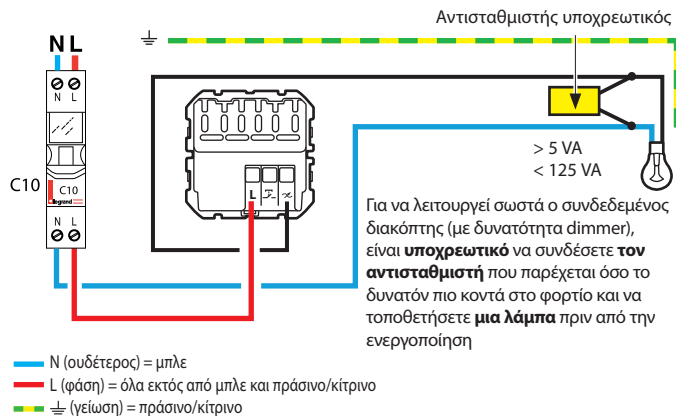 Αντισταθμιστής υποχρεωτικός
N L
N L
C10
C10
legrand
N L
L
> 5 VA
< 125 VA
Για να λειτουργεί σωστά ο συνδεδεμένος
διακόπτης (με δυνατότητα dimmer),
είναι υποχρεωτικό να συνδέσετε τον
αντισταθμιστή που παρέχεται όσο το
δυνατόν πιο κοντά στο φορτίο και να
τοποθετήσετε μια λάμπα πριν από την
ενεργοποίηση
N (ουδέτερος) = μπλε
L (φάση) = όλα εκτός από μπλε και πράσινο/κίτρινο
(γείωση) = πράσινο/κίτρινο